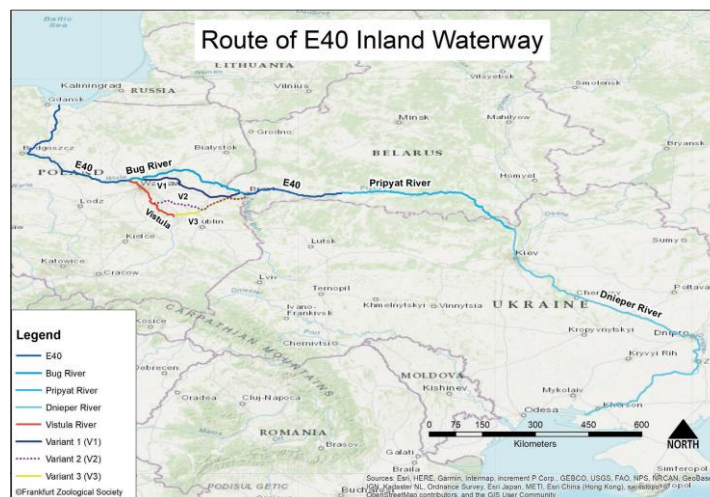 Route of E40 Inland Waterway
LITHUANIA
Kaliningrad
RUSSIA
Vilnius
Vitsyebsk
Smolensk
Gdansk
Minsk
Mahilyow
Grodno
Bydgoszcz
Bialystok
BELARUS
Bryansk
E40
Bug River
Homyel
POLAND
V1
E40
Pripyat River
V2
Lodz
Vistula
V3
Lublin
Kielce
Lutsk
Kiev
Sumy
Katowice
Cracow
Lviv
Ternopil
Poltava
Ivano-
Frankivsk
Khmelnytskyi
Vinnytsia
UKRAINE
Dnieper River
Kosice
CARPATHIAN MOUNTAINS
Chernivtsi
Kropyvnytskyi
Dnipro
Kryvyi Rih
Debrecen
MOLDOVA
Kishinev
Mykolaiv
Oradea
Cluj-Napoca
Odesa
Kherson
ROMANIA
Brasov
Galati
Braila
Simferopol
Bucharest
PODISUL GETIC
Legend
E40
Bug River
Pripyat River
Dnieper River
Vistula River
Variant 1 (V1)
Variant 2 (V2)
Variant 3 (V3)
©Frankfurt Zoological Society
0 75 150 300 450 600
Kilometers
NORTH
Sources: Esri, HERE, Garmin, Intermap, increment P Corp., GEBCO, USGS, FAO, NPS, NRCAN, GeoBase,
IGN, Kadaster NL, Ordnance Survey, Esri Japan, METI, Esri China (Hong Kong),
OpenStreetMap contributors, and the GIS User Community